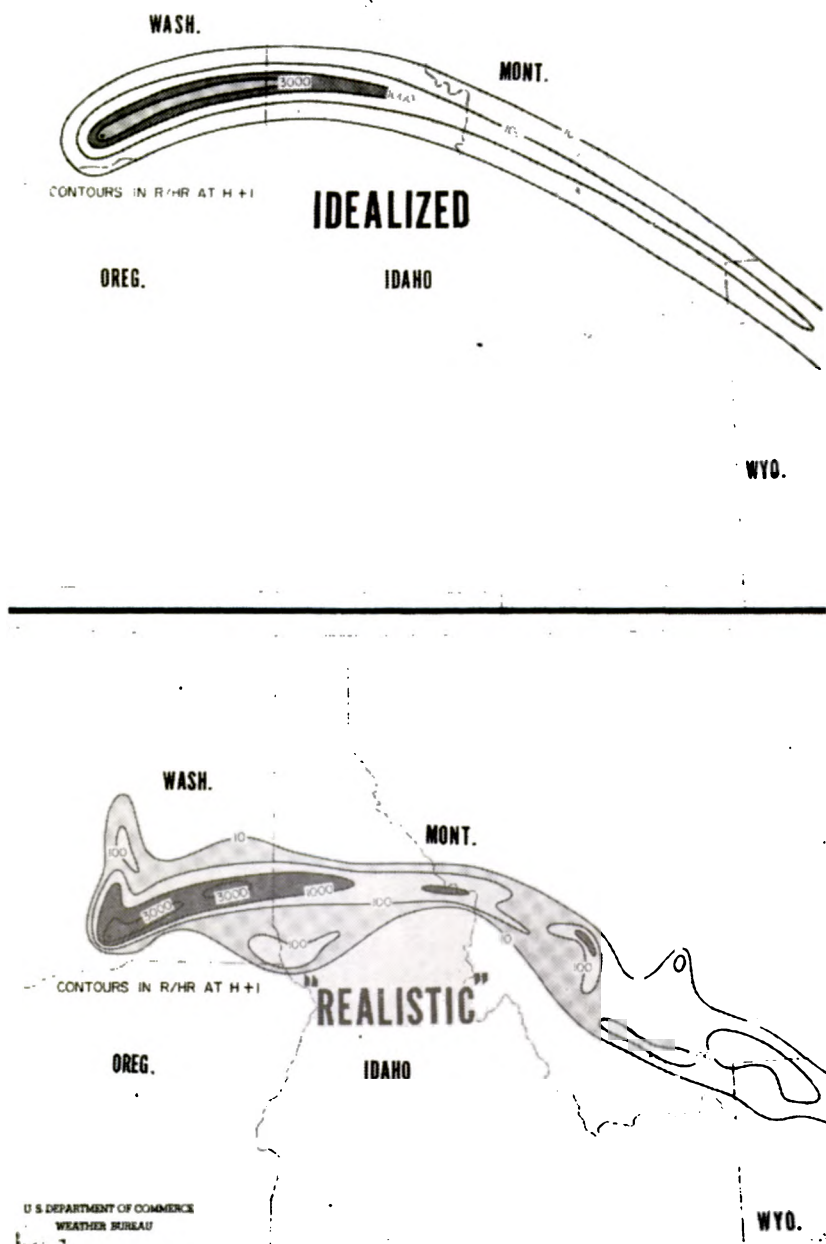 WASH.
MONT.
3000
CONTOURS IN R/HR AT H+1
IDEALIZED
OREG.
IDAHO
WYO.
WASH.
10
MONT.
100
3000
3000
1000
100
10
100
100
CONTOURS IN R/HR AT H+1
"REALISTIC"
OREG.
IDAHO
U S DEPARTMENT OF COMMERCE
WEATHER BUREAU
WYO.